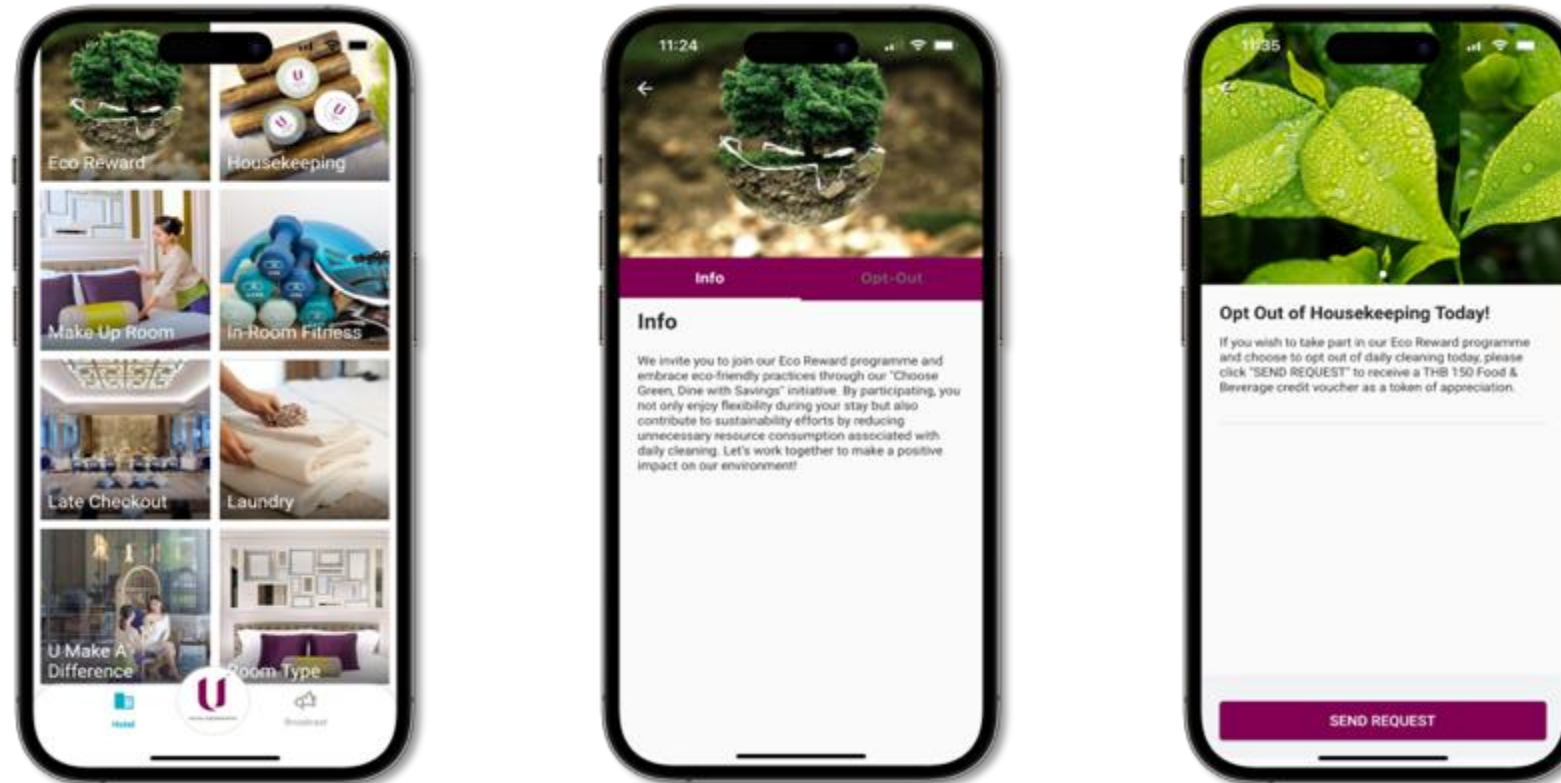 Eco Reward
Housekeeping
Make Up Room
In-Room Fitness
Late Checkout
Laundry
U Make A
Difference
Room Type
U
Hotel
Broadcast
11:24
Info
Opt-Out
Info
We invite you to join our Eco Reward programme and
embrace eco-friendly practices through our "Choose
Green, Dine with Savings" initiative. By participating, you
not only enjoy flexibility during your stay but also
contribute to sustainability efforts by reducing
unnecessary resource consumption associated with
daily cleaning. Let's work together to make a positive
impact on our environment!
11:35
Opt Out of Housekeeping Today!
If you wish to take part in our Eco Reward programme
and choose to opt out of daily cleaning today, please
click "SEND REQUEST" to receive a THB 150 Food &
Beverage credit voucher as a token of appreciation.
SEND REQUEST